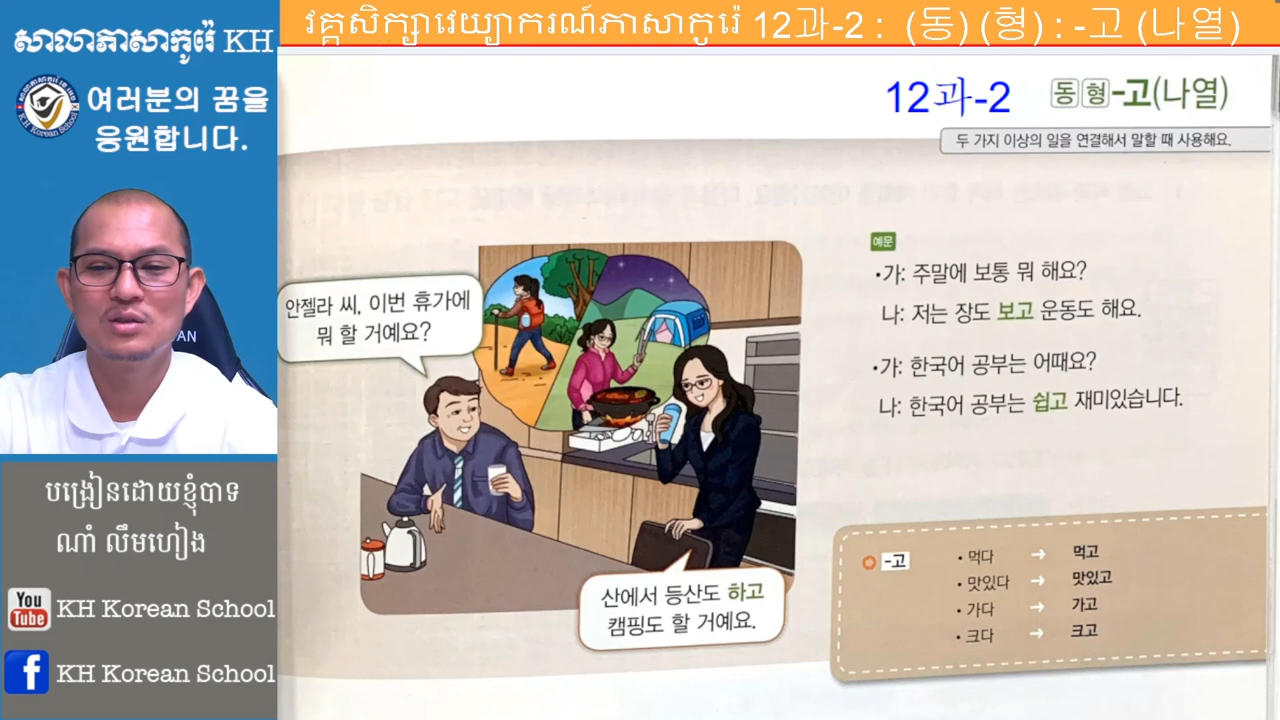 វគ្គសិក្សាវេយ្យាករណ៍ភាសាកូរ៉េ 12과-2 : (동) (형) : -고 (나열)
សាលាភាសាកូរ៉េ KH
여러분의 꿈을
응원합니다.
បង្រៀនដោយខ្ញុំបាទ
ណាំ លឹមហៀង
You
Tube
KH Korean School
f
KH Korean School
12과-2
동 형 -고(나열)
두 가지 이상의 일을 연결해서 말할 때 사용해요.
안젤라 씨, 이번 휴가에
뭐 할 거예요?
산에서 등산도 하고
캠핑도 할 거예요.
예문
•가: 주말에 보통 뭐 해요?
나: 저는 장도 보고 운동도 해요.
•가: 한국어 공부는 어때요?
나: 한국어 공부는 쉽고 재미있습니다.
-고
• 먹다 → 먹고
• 맛있다 → 맛있고
• 가다 → 가고
• 크다 → 크고